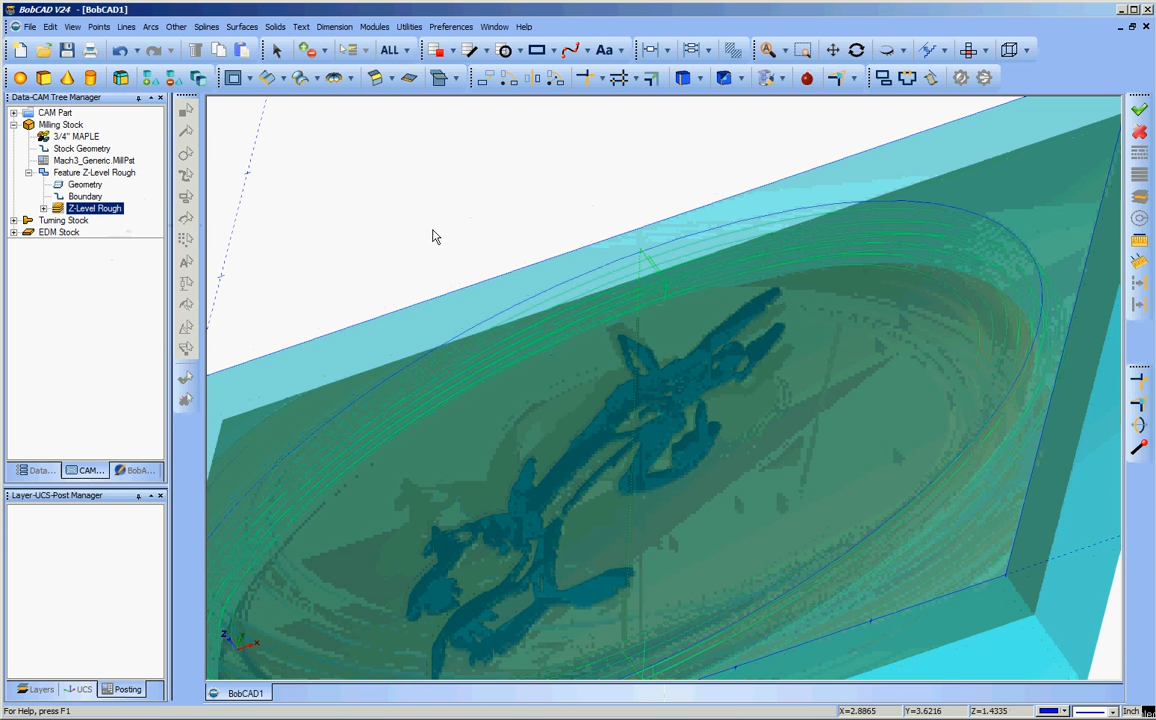 BobCAD V24 - [BobCAD1]
File Edit View Points Lines Arcs Other Splines Surfaces Solids Text Dimension Modules Utilities Preferences Window Help
ALL Aa
Data-CAM Tree Manager
CAM Part
Milling Stock
3/4" MAPLE
Stock Geometry
Mach3_Generic.MillPst
Feature Z-Level Rough
Geometry
Boundary
Z-Level Rough
Turning Stock
EDM Stock
Data... CAM... BobA...
Layer-UCS-Post Manager
Z Y X
Layers UCS Posting
BobCAD1
For Help, press F1 X=2.8865 Y=3.6216 Z=1.4335 Inch